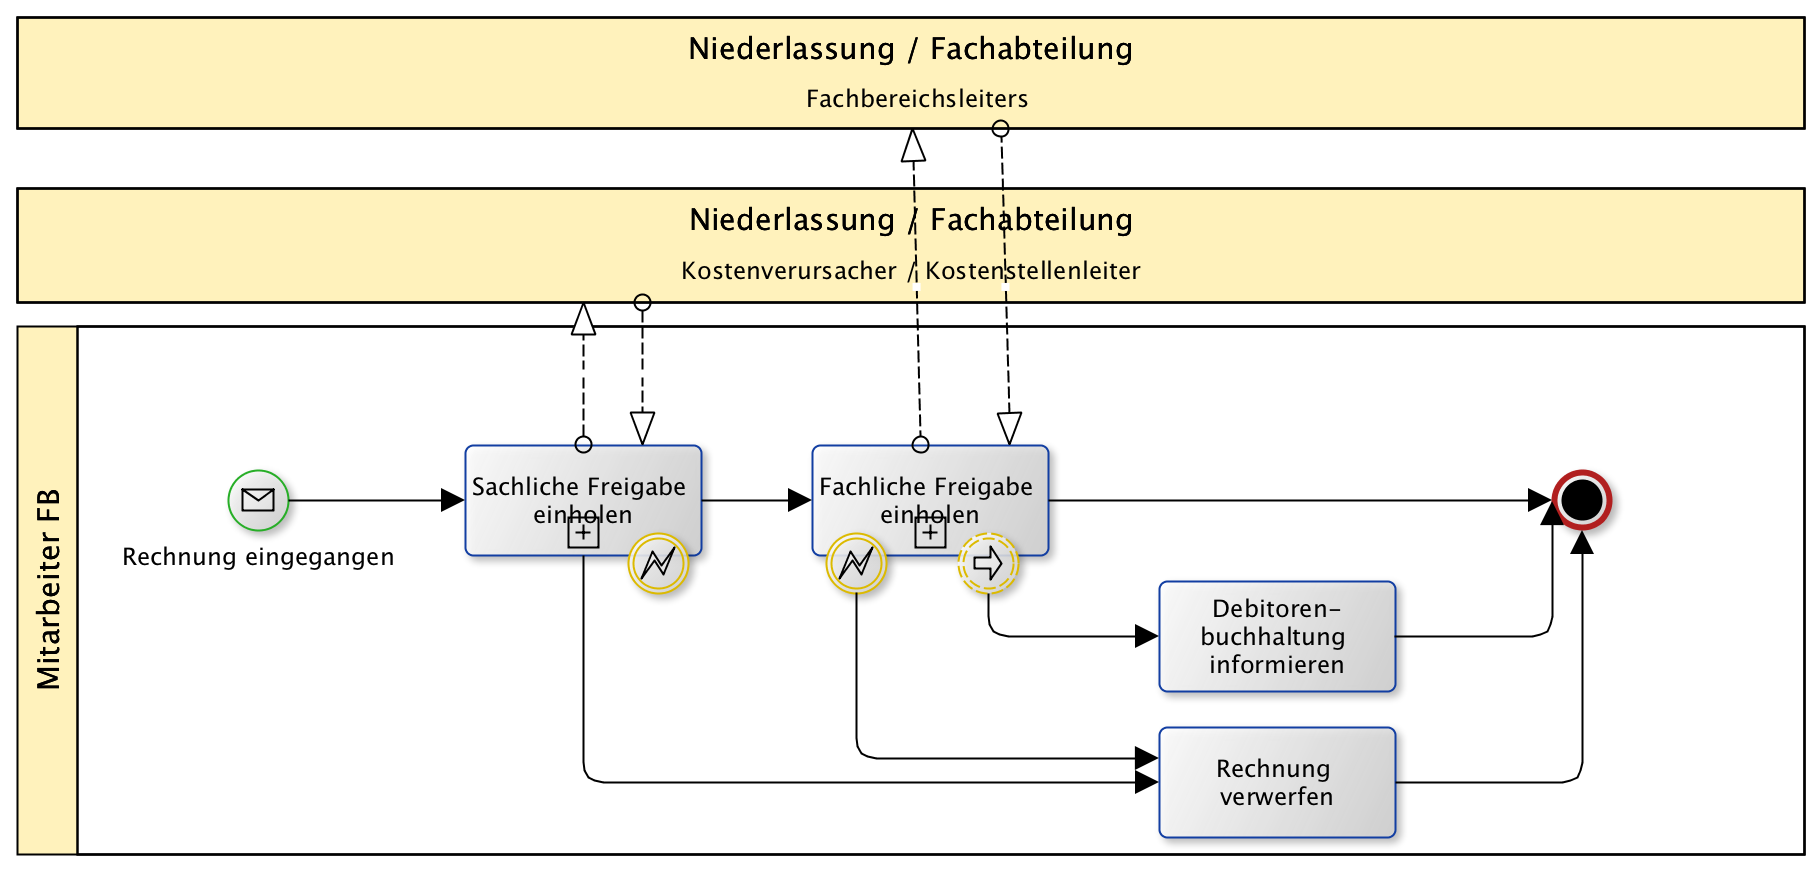 Niederlassung / Fachabteilung
Fachbereichsleiters
Niederlassung / Fachabteilung
Kostenverursacher / Kostenstellenleiter
Mitarbeiter FB
Rechnung eingegangen
Sachliche Freigabe
einholen
Fachliche Freigabe
einholen
Debitoren-
buchhaltung
informieren
Rechnung
verwerfen